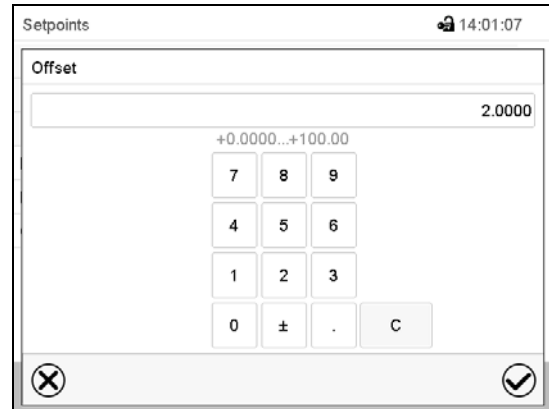 Setpoints 14:01:07
Offset
2.0000
+0.0000...+100.00
7 8 9
4 5 6
1 2 3
0 ± . C